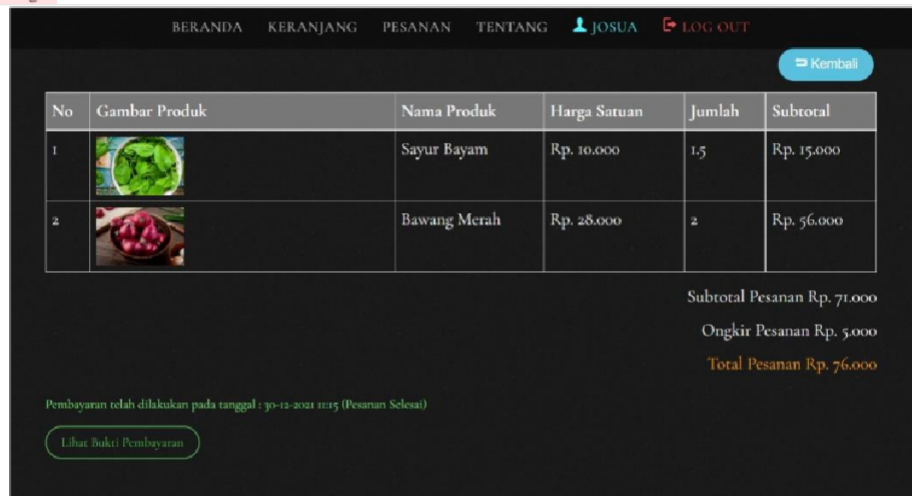 BERANDA KERANJANG PESANAN TENTANG JOSUA LOG OUT
Kembali
No Gambar Produk Nama Produk Harga Satuan Jumlah Subtotal
1 Sayur Bayam Rp. 10.000 1.5 Rp. 15.000
2 Bawang Merah Rp. 28.000 2 Rp. 56.000
Subtotal Pesanan Rp. 71.000
Ongkir Pesanan Rp. 5.000
Total Pesanan Rp. 76.000
Pembayaran telah dilakukan pada tanggal : 30-12-2021 11:15 (Pesanan Selesai)
Lihat Bukti Pembayaran